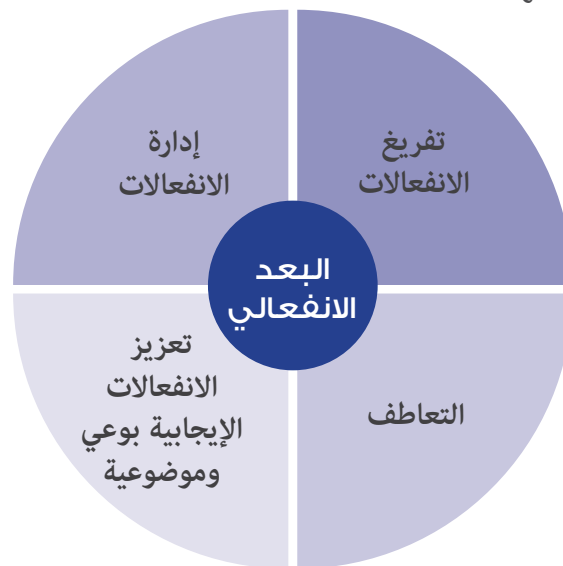 تفريغ
الانفعالات
إدارة
الانفعالات
البعد
الانفعالي
التعاطف
تعزيز
الانفعالات
الإيجابية بوعي
وموضوعية